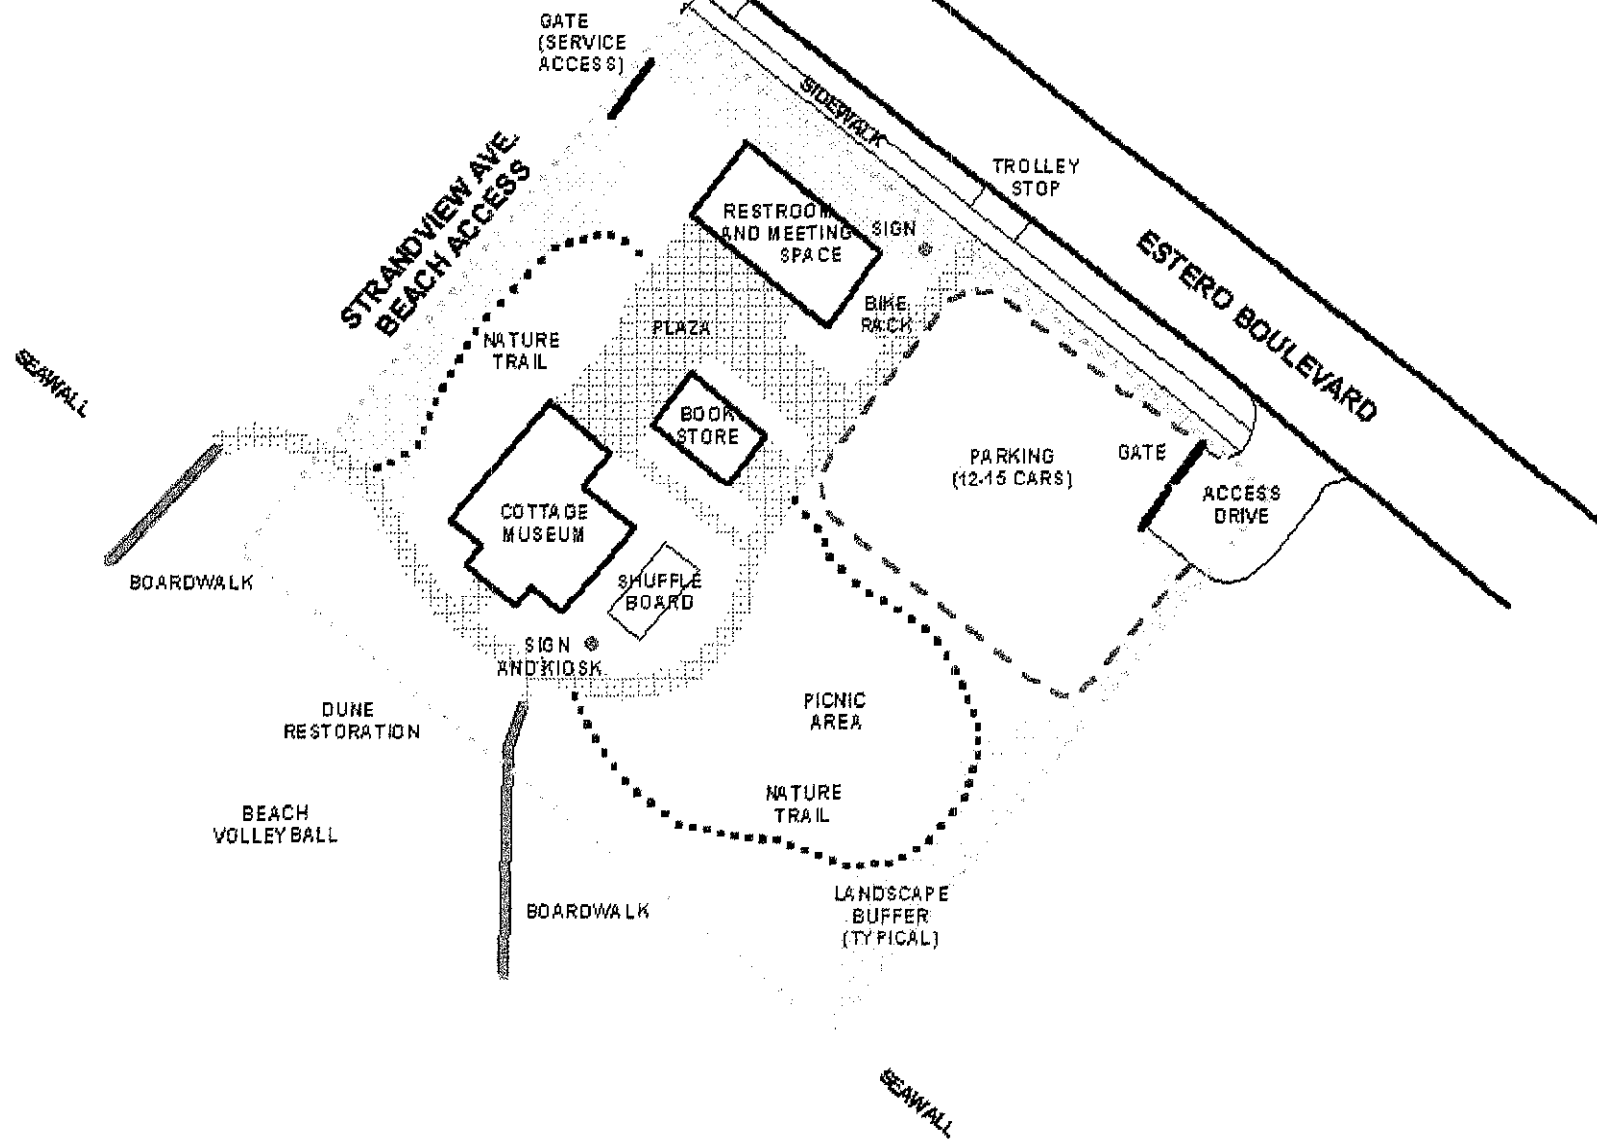 GATE
(SERVICE
ACCESS)
SIDEWALK
TROLLEY
STOP
STRANDVIEW AVE.
BEACH ACCESS
RESTROOM
AND MEETING
SPACE
SIGN
ESTERO BOULEVARD
BIKE
RACK
PLAZA
NATURE
TRAIL
SEAWALL
BOOK
STORE
PARKING
(12-15 CARS)
GATE
ACCESS
DRIVE
COTTAGE
MUSEUM
BOARDWALK
SHUFFLE
BOARD
SIGN
AND KIOSK
DUNE
RESTORATION
PICNIC
AREA
NATURE
TRAIL
BEACH
VOLLEYBALL
BOARDWALK
LANDSCAPE
BUFFER
(TYPICAL)
SEAWALL